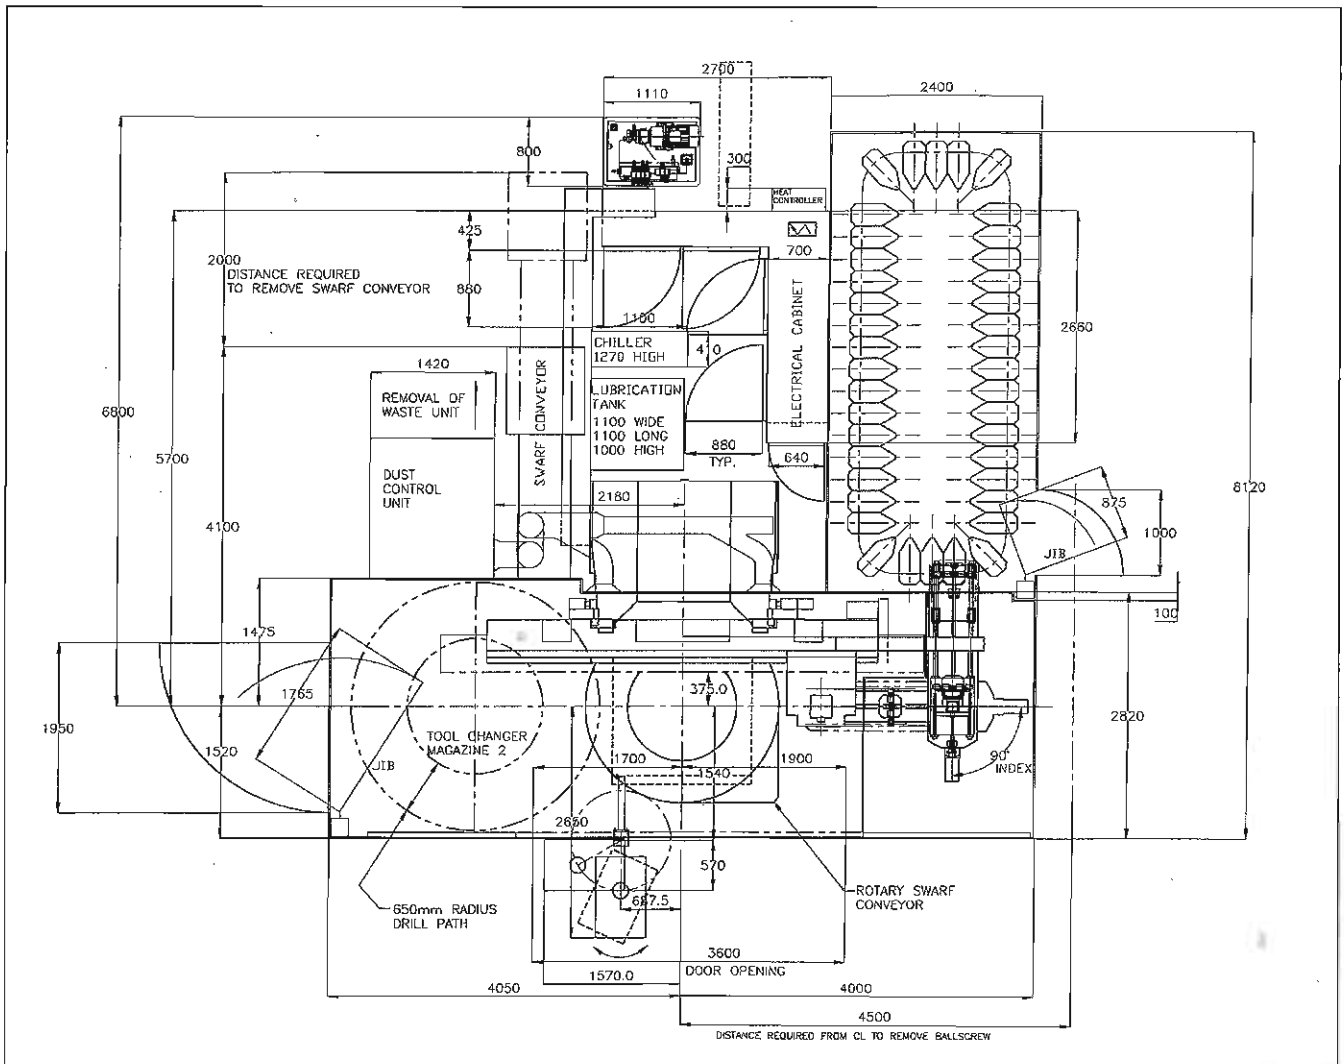 2700
1110
2400
800
300
HEAT
CONTROLLER
425
700
2000
DISTANCE REQUIRED
TO REMOVE SWARF CONVEYOR
880
1100
2660
CHILLER
1270 HIGH
410
ELECTRICAL CABINET
1420
6800
REMOVAL OF
WASTE UNIT
SWARF CONVEYOR
LUBRICATION
TANK
1100 WIDE
1100 LONG
1000 HIGH
880
TYP.
640
5700
DUST
CONTROL
UNIT
2180
8120
875
4100
1000
JIB
100
1475
1765
375.0
1950
1520
2820
TOOL CHANGER
MAGAZINE 2
JIB
1700
1540
1900
90°
INDEX
2650
570
650mm RADIUS
DRILL PATH
687.5
ROTARY SWARF
CONVEYOR
3600
DOOR OPENING
1570.0
4050
4000
4500
DISTANCE REQUIRED FROM CL TO REMOVE BALLSCREW